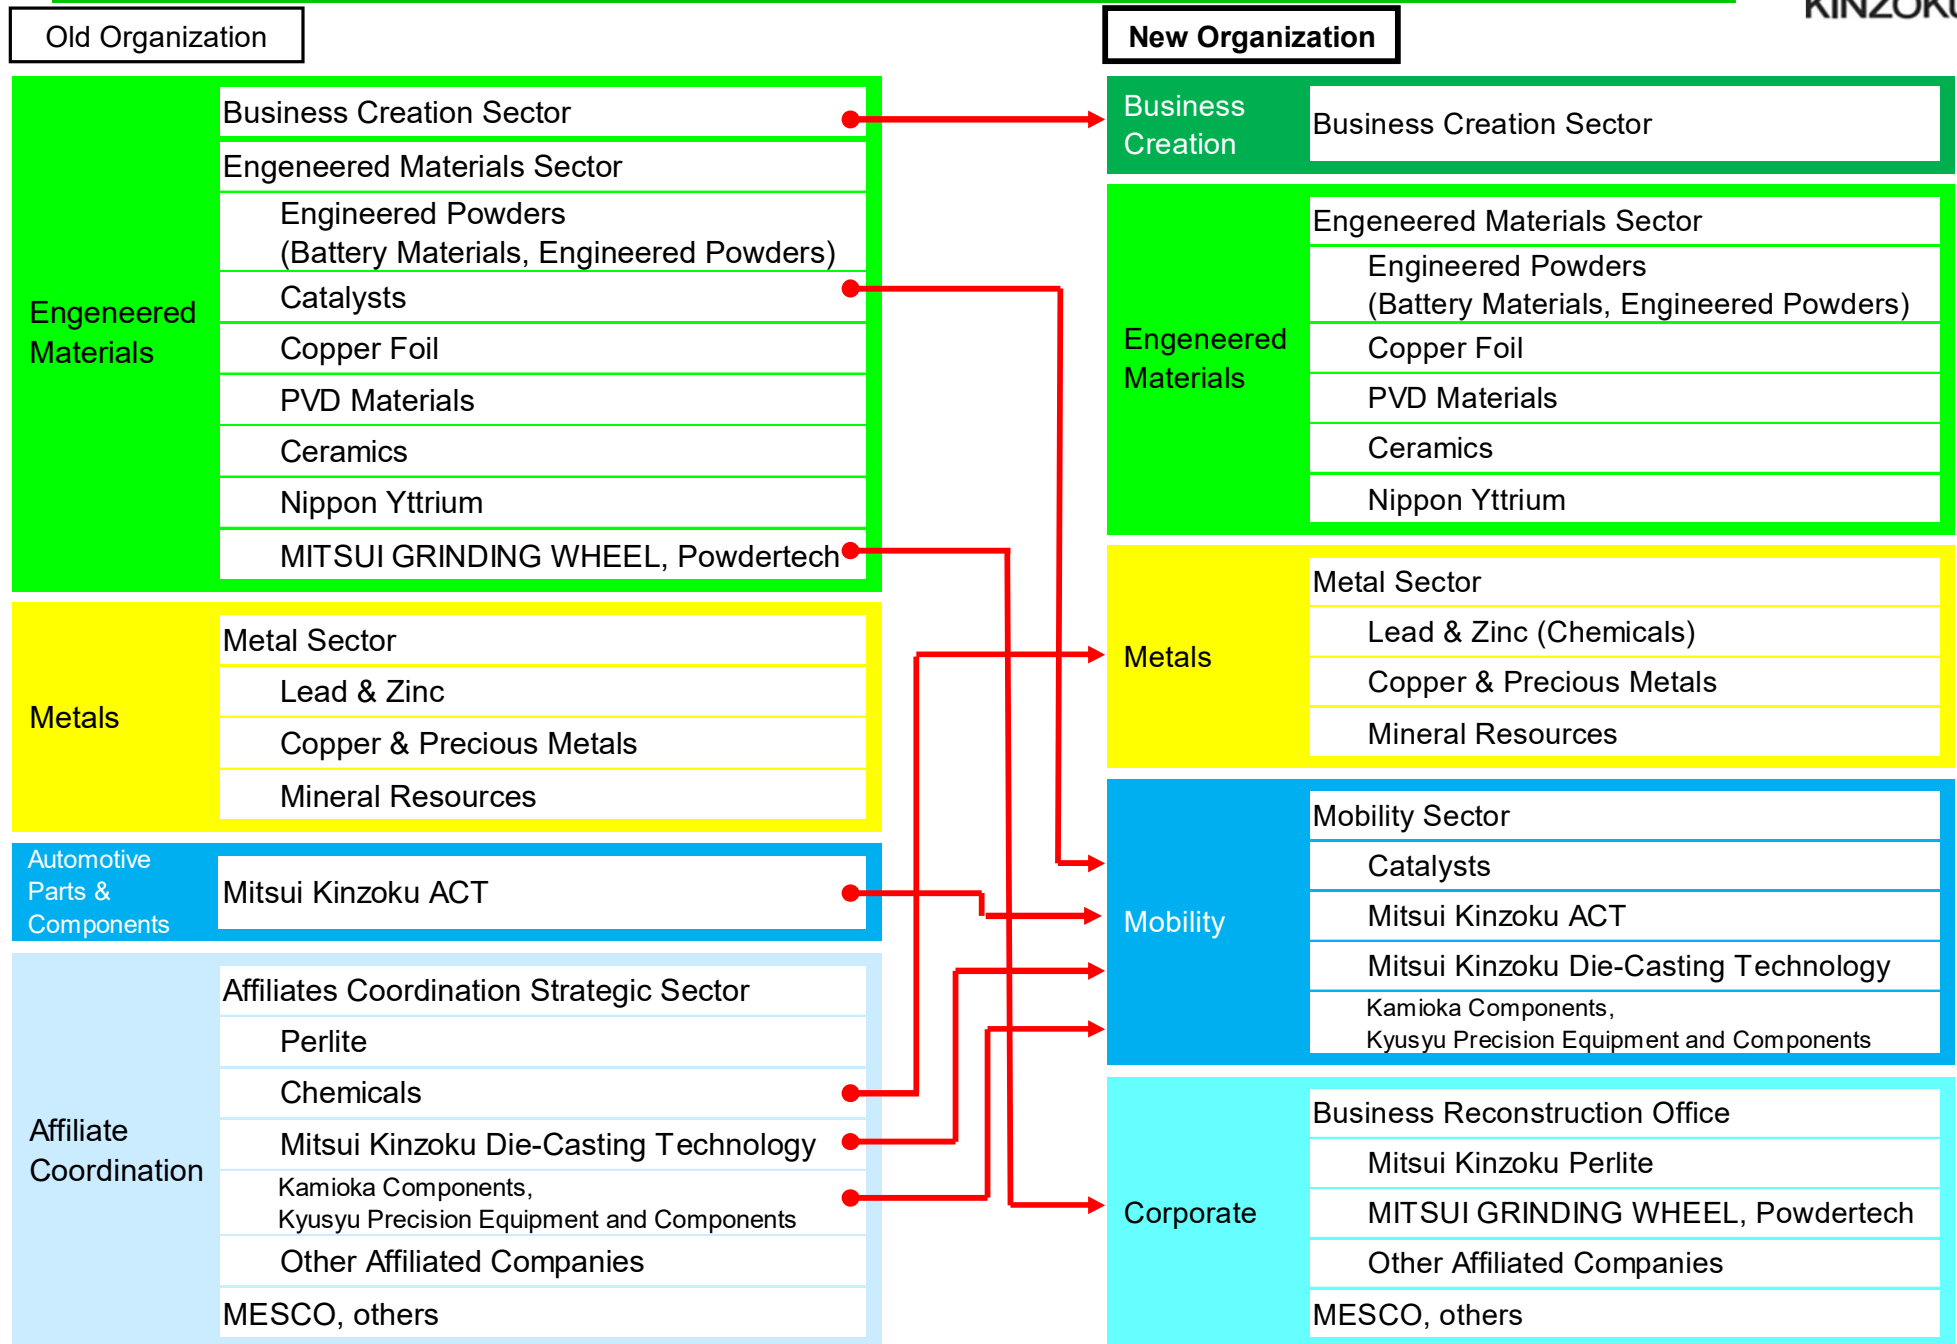 KINZOKU
Old Organization
New Organization
Engeneered
Materials
Business Creation Sector
Engeneered Materials Sector
Engineered Powders
(Battery Materials, Engineered Powders)
Catalysts
Copper Foil
PVD Materials
Ceramics
Nippon Yttrium
MITSUI GRINDING WHEEL, Powdertech
Metals
Metal Sector
Lead & Zinc
Copper & Precious Metals
Mineral Resources
Automotive
Parts &
Components
Mitsui Kinzoku ACT
Affiliate
Coordination
Affiliates Coordination Strategic Sector
Perlite
Chemicals
Mitsui Kinzoku Die-Casting Technology
Kamioka Components,
Kyusyu Precision Equipment and Components
Other Affiliated Companies
MESCO, others
Business
Creation
Business Creation Sector
Engeneered
Materials
Engeneered Materials Sector
Engineered Powders
(Battery Materials, Engineered Powders)
Copper Foil
PVD Materials
Ceramics
Nippon Yttrium
Metals
Metal Sector
Lead & Zinc (Chemicals)
Copper & Precious Metals
Mineral Resources
Mobility
Mobility Sector
Catalysts
Mitsui Kinzoku ACT
Mitsui Kinzoku Die-Casting Technology
Kamioka Components,
Kyusyu Precision Equipment and Components
Corporate
Business Reconstruction Office
Mitsui Kinzoku Perlite
MITSUI GRINDING WHEEL, Powdertech
Other Affiliated Companies
MESCO, others